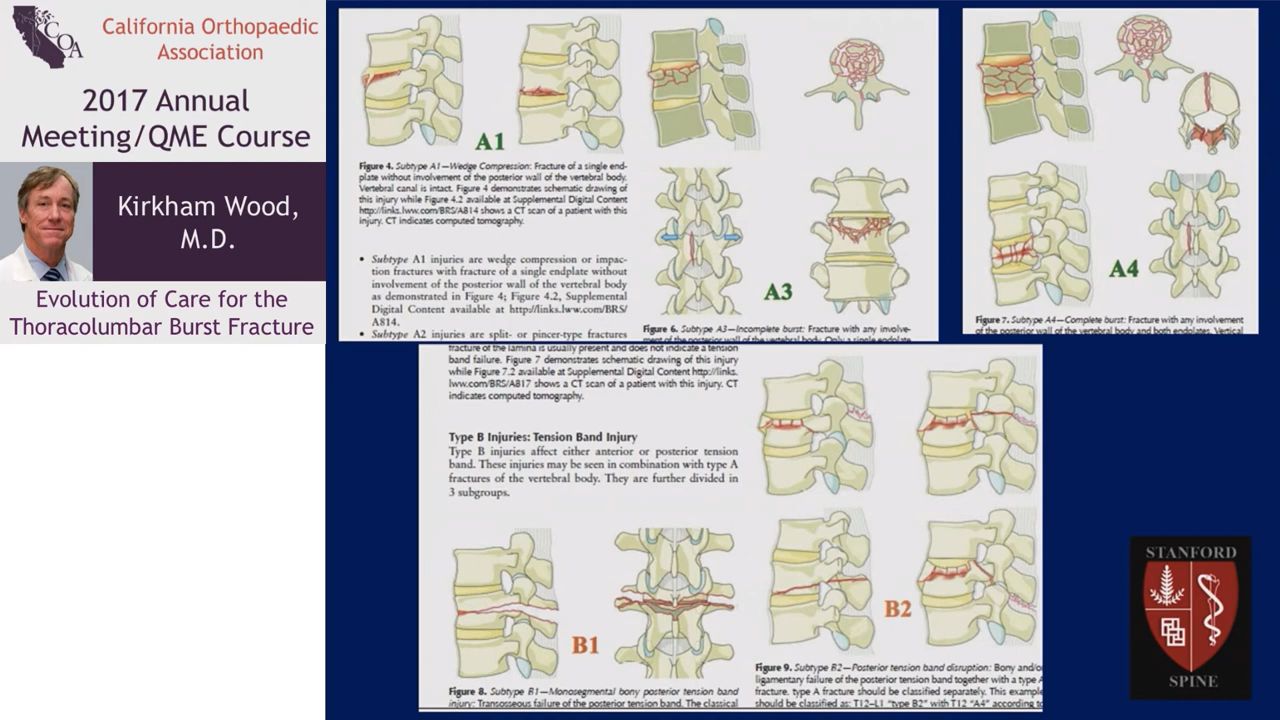 COA
California Orthopaedic
Association
2017 Annual
Meeting/QME Course
Kirkham Wood,
M.D.
Evolution of Care for the
Thoracolumbar Burst Fracture
A1
Figure 4. Subtype A1—Wedge Compression: Fracture of a single end-
plate without involvement of the posterior wall of the vertebral body.
Vertebral canal is intact. Figure 4 demonstrates schematic drawing of
this injury while Figure 4.2 available at Supplemental Digital Content
http://links.lww.com/BRS/A814 shows a CT scan of a patient with this
injury. CT indicates computed tomography.
• Subtype A1 injuries are wedge compression or impac-
tion fractures with fracture of a single endplate without
involvement of the posterior wall of the vertebral body
as demonstrated in Figure 4; Figure 4.2, Supplemental
Digital Content available at http://links.lww.com/BRS/
A814.
• Subtype A2 injuries are split- or pincer-type fractures
A3
Figure 6. Subtype A3—Incomplete burst: Fracture with any involve-
ment of the posterior wall of the vertebral body. Only a single endplate
A4
Figure 7. Subtype A4—Complete burst: Fracture with any involvement
of the posterior wall of the vertebral body and both endplates. Vertical
fracture of the lamina is usually present and does not indicate a tension
band failure. Figure 7 demonstrates schematic drawing of this injury
while Figure 7.2 available at Supplemental Digital Content http://links.
lww.com/BRS/A817 shows a CT scan of a patient with this injury. CT
indicates computed tomography.
Type B Injuries: Tension Band Injury
Type B injuries affect either anterior or posterior tension
band. These injuries may be seen in combination with type A
fractures of the vertebral body. They are further divided in
3 subgroups.
B1
Figure 8. Subtype B1—Monosegmental bony posterior tension band
injury: Transosseous failure of the posterior tension band. The classical
B2
Figure 9. Subtype B2—Posterior tension band disruption: Bony and/o
ligamentary failure of the posterior tension band together with a type A
fracture. type A fracture should be classified separately. This example
should be classified as: T12–L1 "type B2" with T12 "A4" according to
STANFORD
SPINE